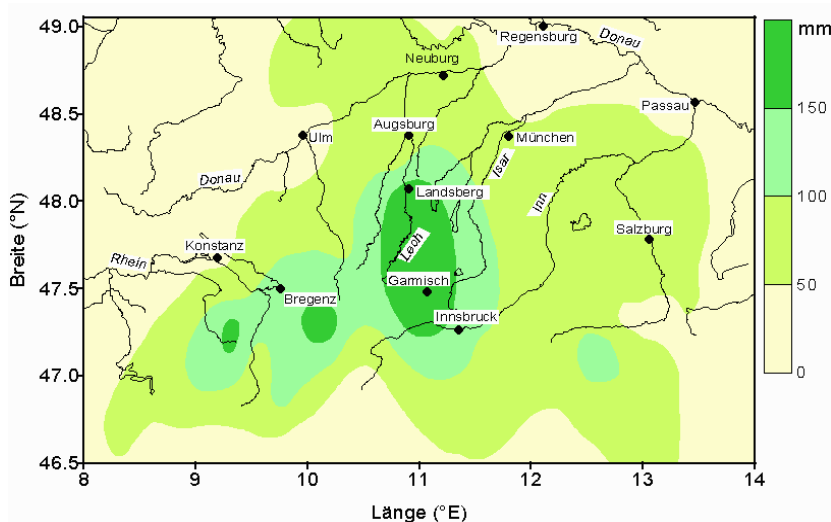 49.0
48.5
48.0
47.5
47.0
46.5
Breite (°N)
8
9
10
11
12
13
14
Länge (°E)
mm
150
100
50
0
Regensburg
Donau
Neuburg
Passau
Augsburg
Ulm
München
Isar
Donau
Landsberg
Inn
Salzburg
Konstanz
Lech
Rhein
Garmisch
Bregenz
Innsbruck